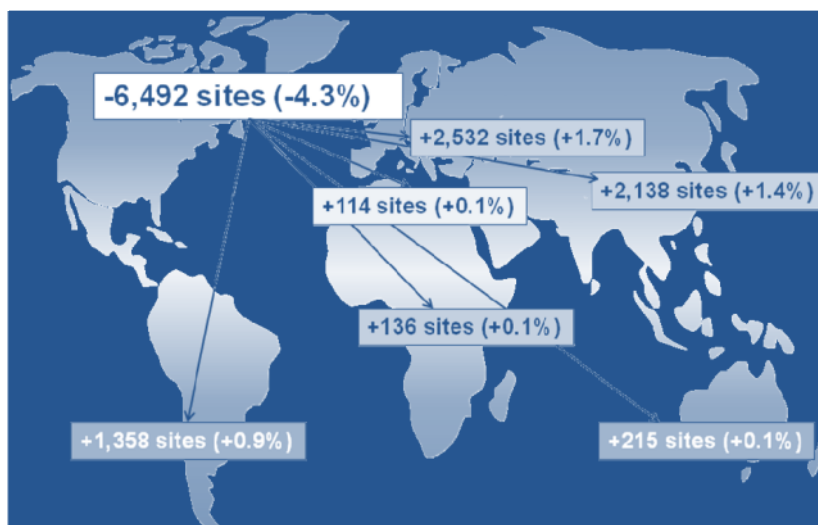 -6,492 sites (-4.3%)
+2,532 sites (+1.7%)
+2,138 sites (+1.4%)
+114 sites (+0.1%)
+136 sites (+0.1%)
+1,358 sites (+0.9%)
+215 sites (+0.1%)